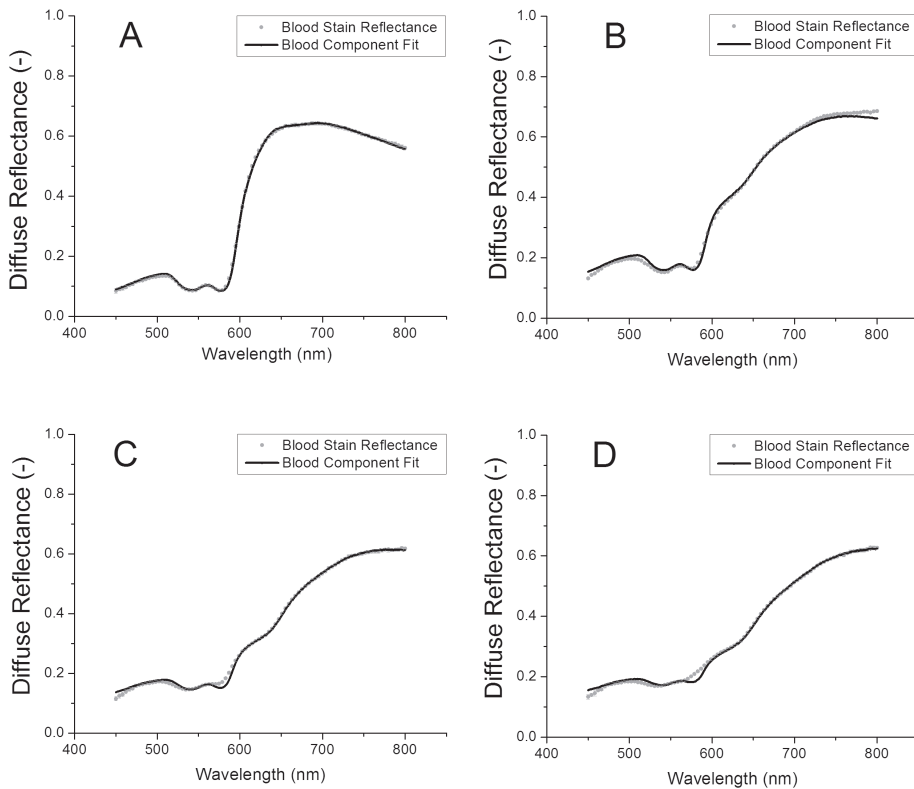 A
Blood Stain Reflectance
Blood Component Fit
Diffuse Reflectance (-)
1.0
0.8
0.6
0.4
0.2
0.0
400
500
600
700
800
Wavelength (nm)
B
Blood Stain Reflectance
Blood Component Fit
Diffuse Reflectance (-)
1.0
0.8
0.6
0.4
0.2
0.0
400
500
600
700
800
Wavelength (nm)
C
Blood Stain Reflectance
Blood Component Fit
Diffuse Reflectance (-)
1.0
0.8
0.6
0.4
0.2
0.0
400
500
600
700
800
Wavelength (nm)
D
Blood Stain Reflectance
Blood Component Fit
Diffuse Reflectance (-)
1.0
0.8
0.6
0.4
0.2
0.0
400
500
600
700
800
Wavelength (nm)